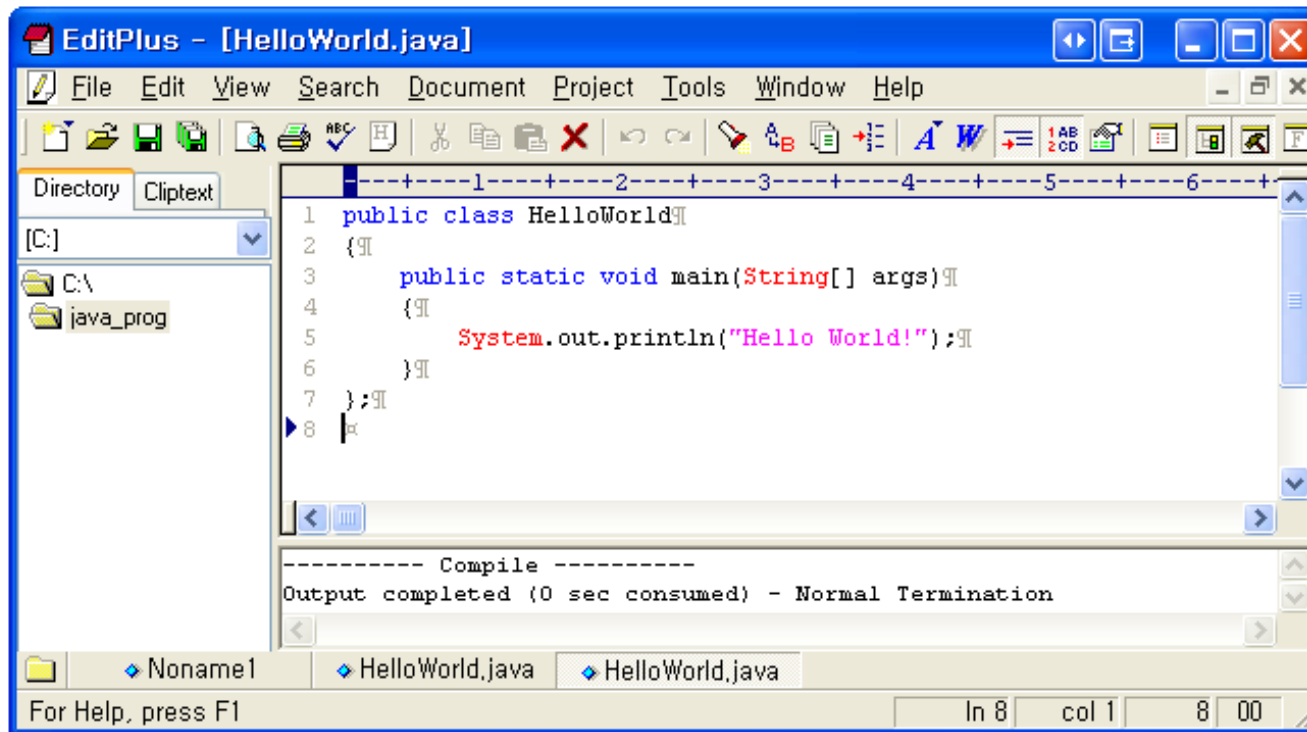 EditPlus - [HelloWorld.java]
File Edit View Search Document Project Tools Window Help
Directory Cliptext
[C:]
C:\
java_prog
----+----1----+----2----+----3----+----4----+----5----+----6----+-
1 public class HelloWorld¶
2 {¶
3 public static void main(String[] args)¶
4 {¶
5 System.out.println("Hello World!");¶
6 }¶
7 };¶
8 ¤
---------- Compile ----------
Output completed (0 sec consumed) - Normal Termination
Noname1 HelloWorld.java HelloWorld.java
For Help, press F1 ln 8 col 1 8 00